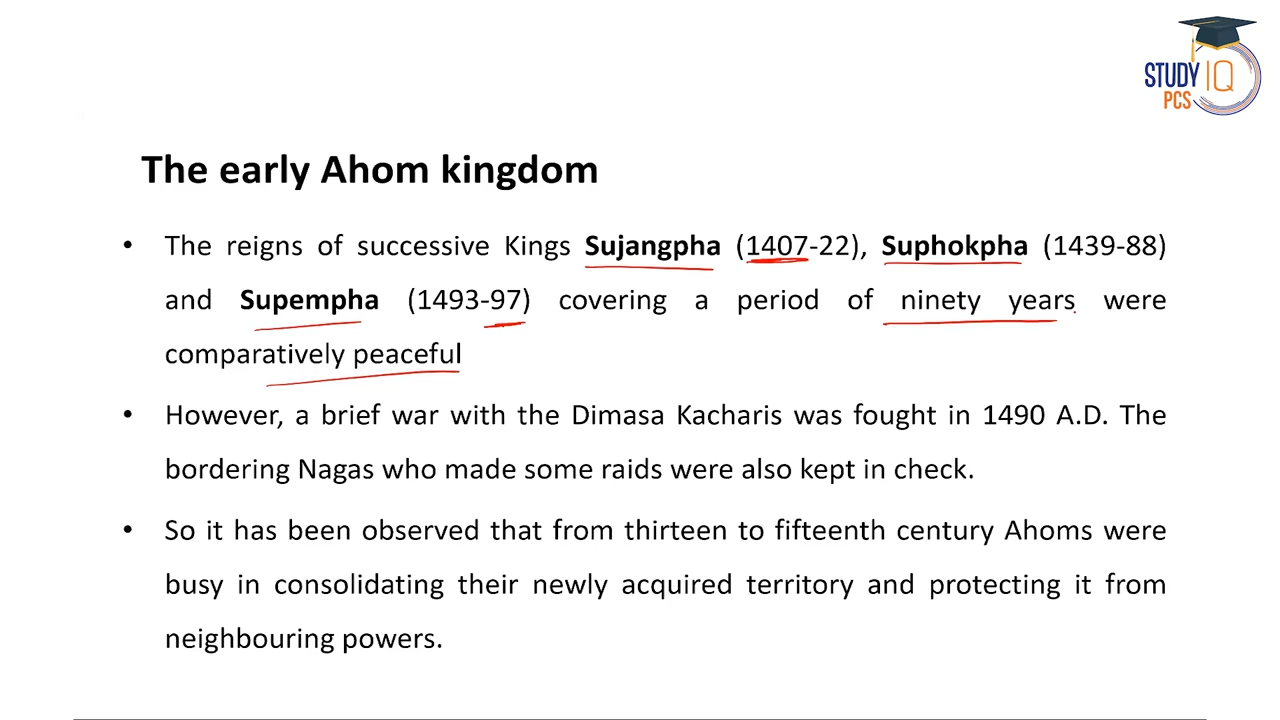 STUDY IQ
PCS
The early Ahom kingdom
• The reigns of successive Kings Sujangpha (1407-22), Suphokpha (1439-88)
and Supempha (1493-97) covering a period of ninety years were
comparatively peaceful
• However, a brief war with the Dimasa Kacharis was fought in 1490 A.D. The
bordering Nagas who made some raids were also kept in check.
• So it has been observed that from thirteen to fifteenth century Ahoms were
busy in consolidating their newly acquired territory and protecting it from
neighbouring powers.